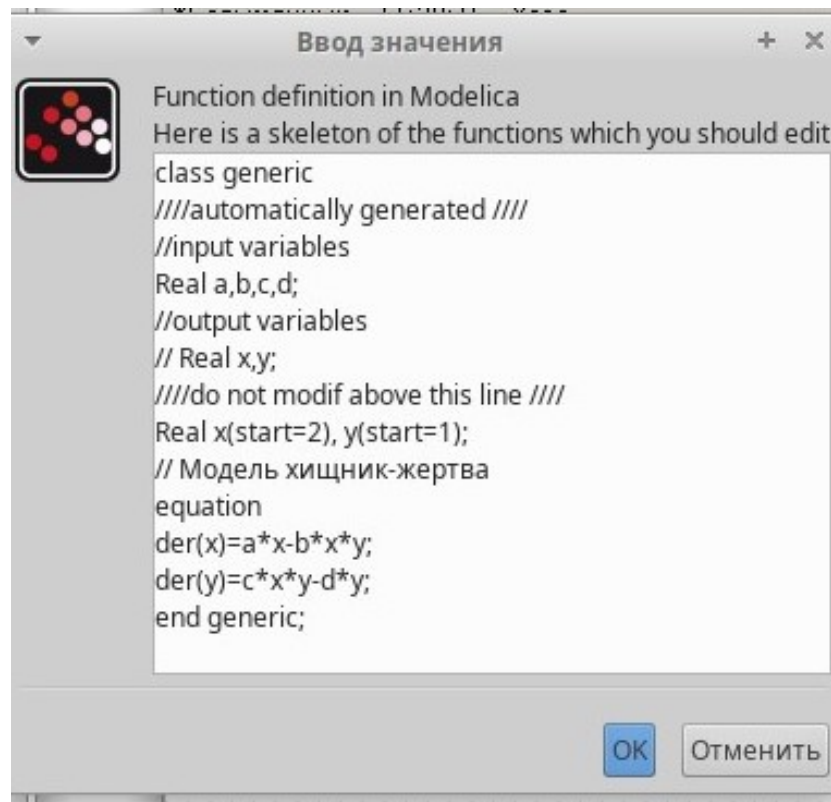 Ввод значения
Function definition in Modelica
Here is a skeleton of the functions which you should edit
class generic
////automatically generated ////
//input variables
Real a,b,c,d;
//output variables
// Real x,y;
////do not modif above this line ////
Real x(start=2), y(start=1);
// Модель хищник-жертва
equation
der(x)=a*x-b*x*y;
der(y)=c*x*y-d*y;
end generic;
OK
Отменить